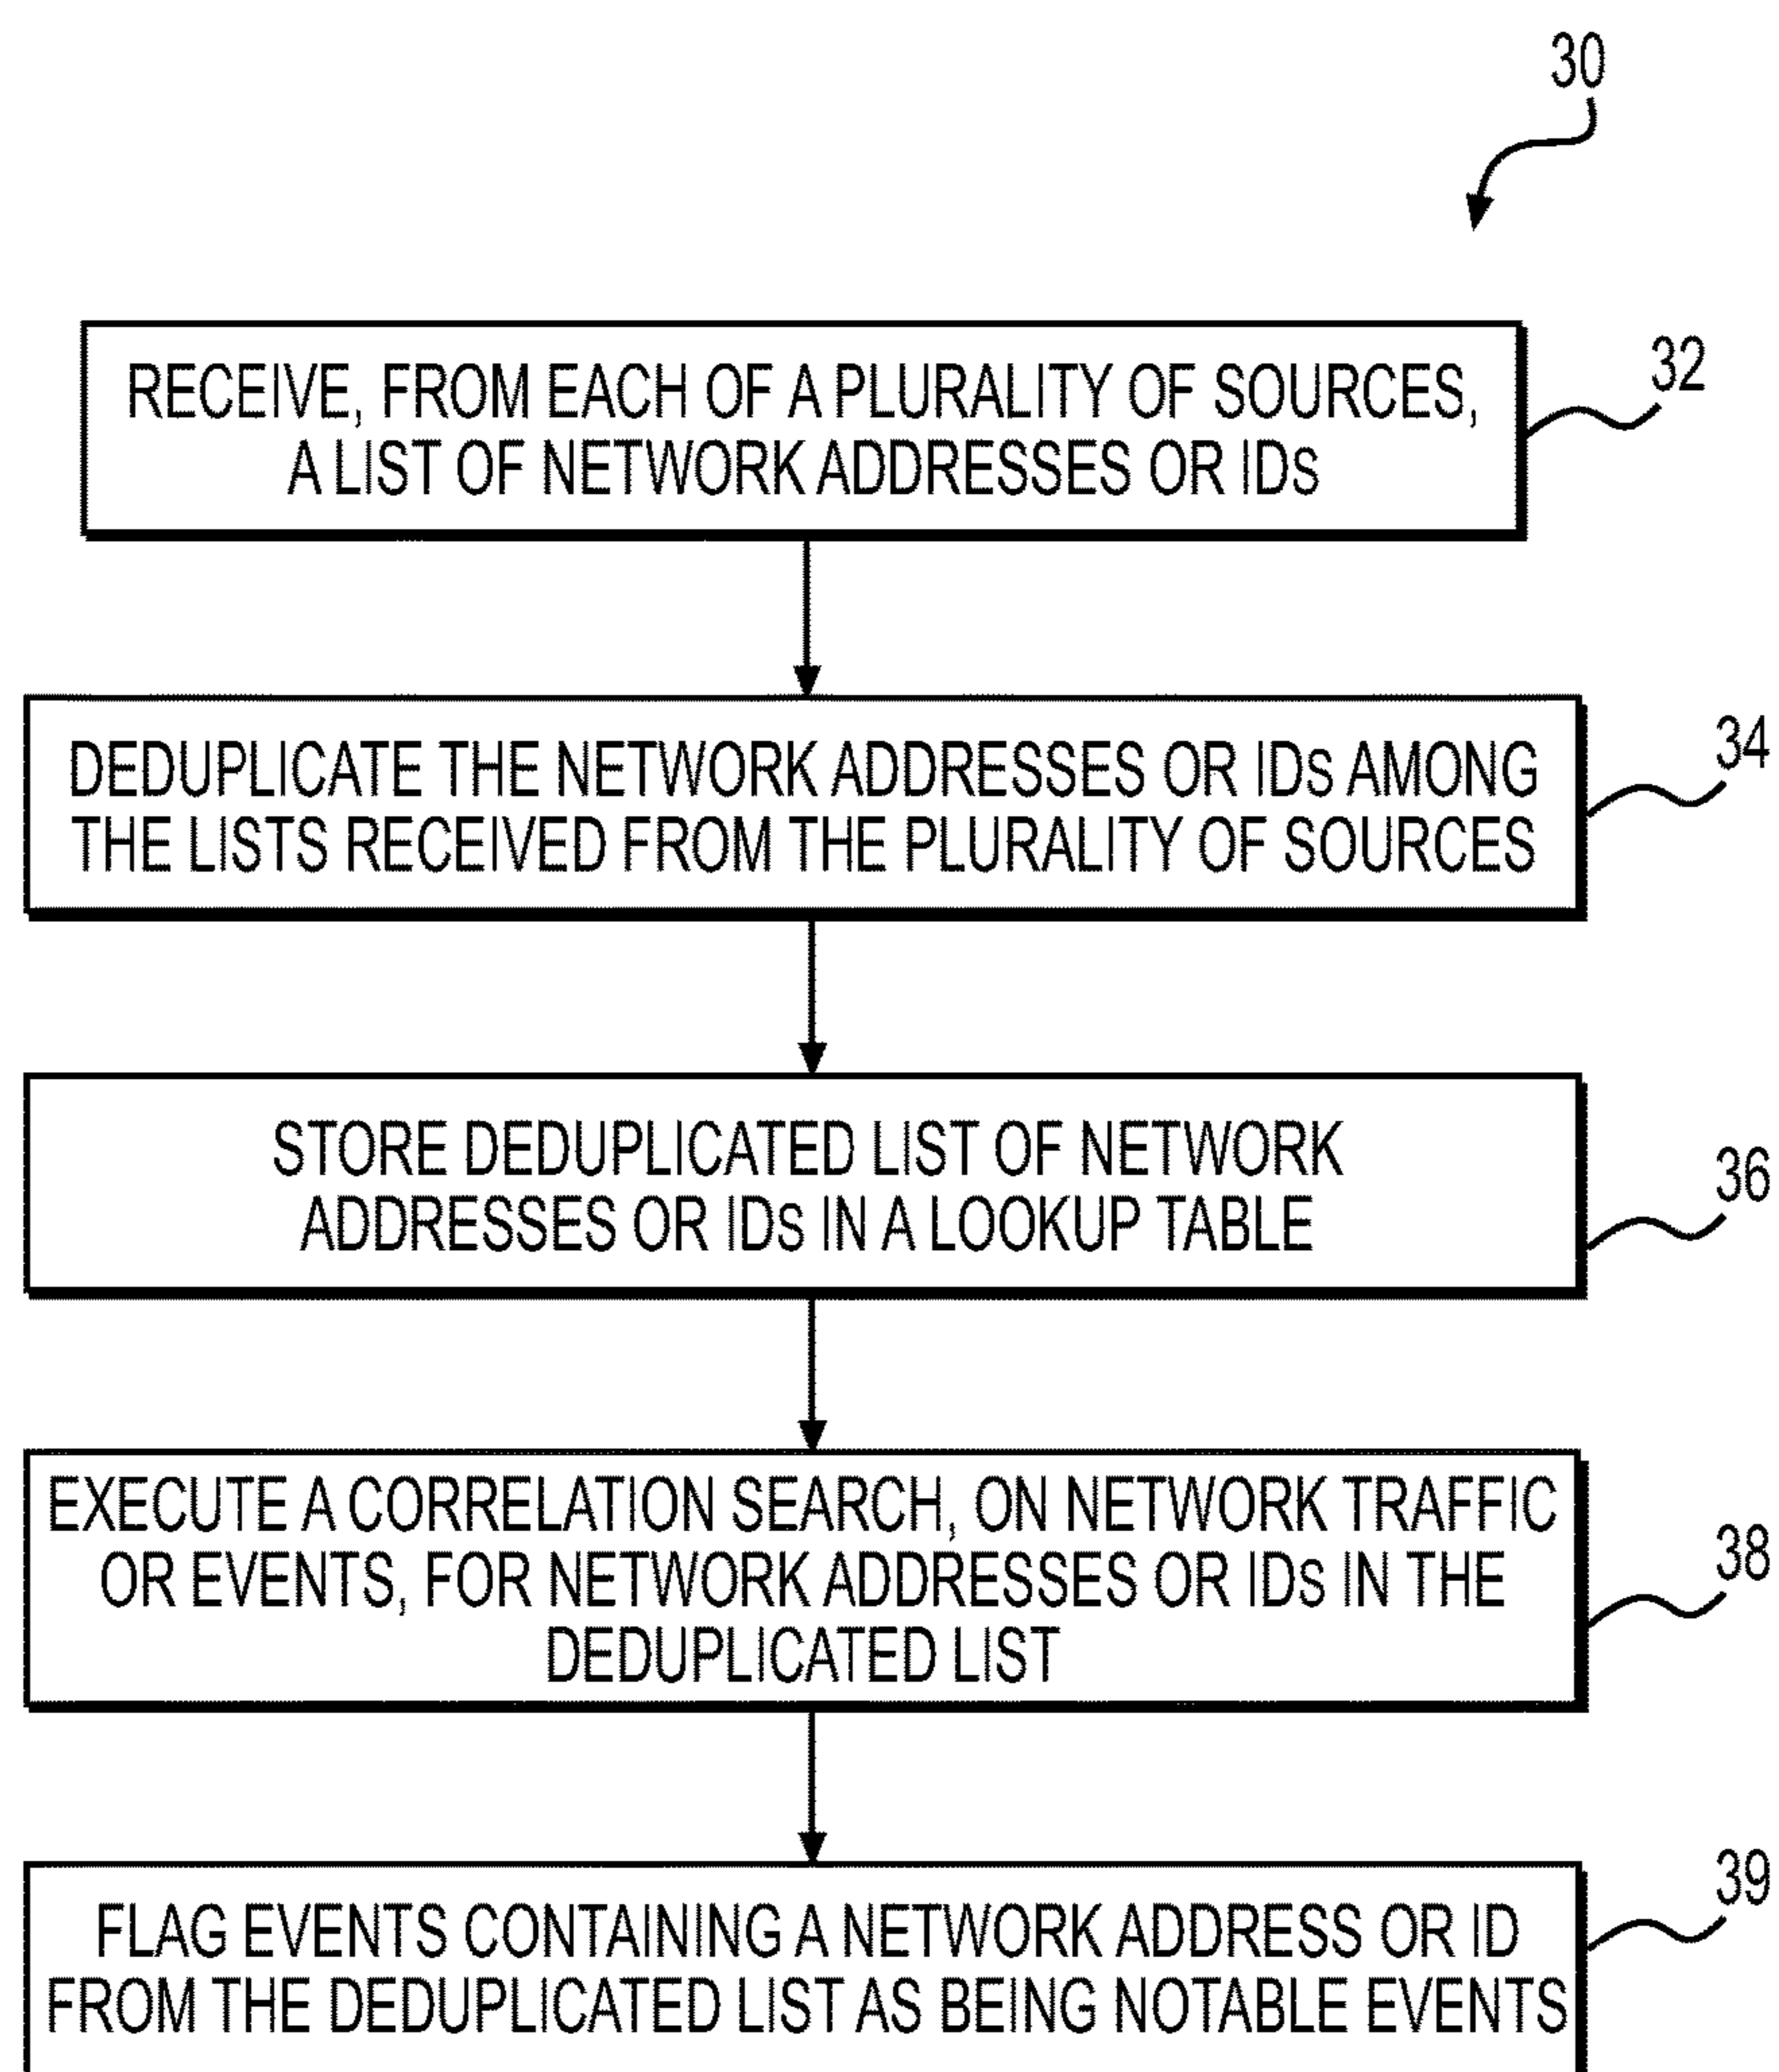 30
RECEIVE, FROM EACH OF A PLURALITY OF SOURCES,
A LIST OF NETWORK ADDRESSES OR IDs
32
DEDUPLICATE THE NETWORK ADDRESSES OR IDs AMONG
THE LISTS RECEIVED FROM THE PLURALITY OF SOURCES
34
STORE DEDUPLICATED LIST OF NETWORK
ADDRESSES OR IDs IN A LOOKUP TABLE
36
EXECUTE A CORRELATION SEARCH, ON NETWORK TRAFFIC
OR EVENTS, FOR NETWORK ADDRESSES OR IDs IN THE
DEDUPLICATED LIST
38
FLAG EVENTS CONTAINING A NETWORK ADDRESS OR ID
FROM THE DEDUPLICATED LIST AS BEING NOTABLE EVENTS
39